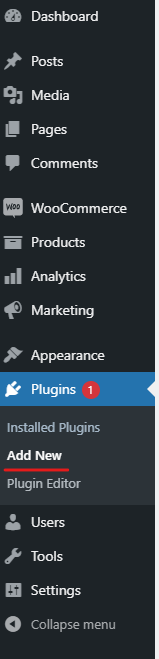 Dashboard
Posts
Media
Pages
Comments
Woo WooCommerce
Products
Analytics
Marketing
Appearance
Plugins 1
Installed Plugins
Add New
Plugin Editor
Users
Tools
Settings
Collapse menu